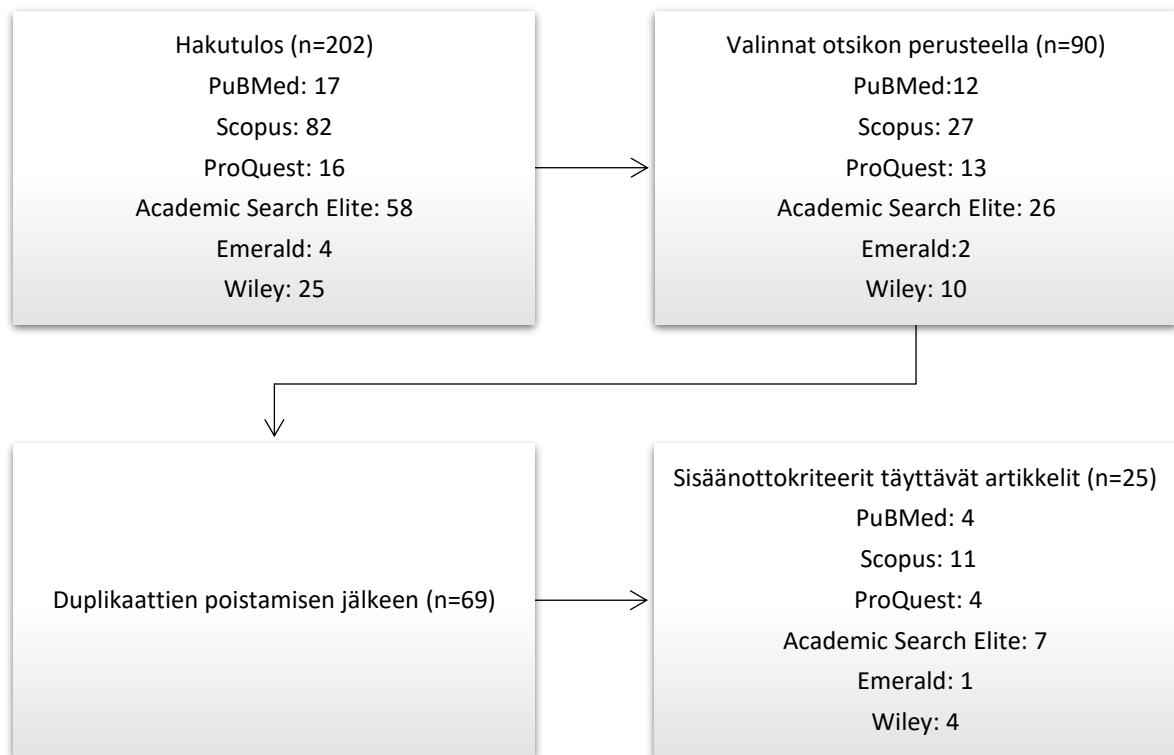 Hakutulos (n=202)
PuBMed: 17
Scopus: 82
ProQuest: 16
Academic Search Elite: 58
Emerald: 4
Wiley: 25
Valinnat otsikon perusteella (n=90)
PuBMed:12
Scopus: 27
ProQuest: 13
Academic Search Elite: 26
Emerald:2
Wiley: 10
Duplikaattien poistamisen jälkeen (n=69)
Sisäänottokriteerit täyttävät artikkelit (n=25)
PuBMed: 4
Scopus: 11
ProQuest: 4
Academic Search Elite: 7
Emerald: 1
Wiley: 4